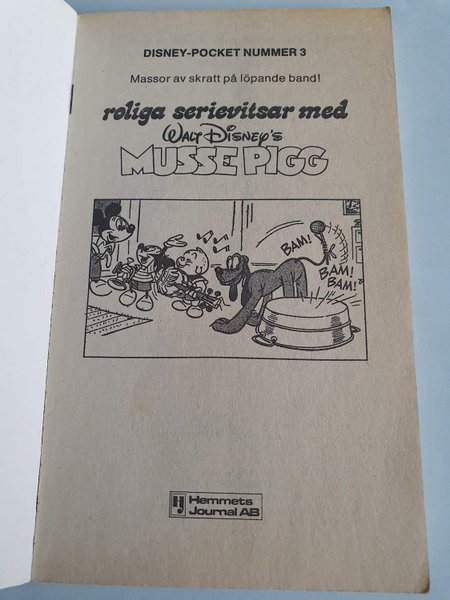 DISNEY-POCKET NUMMER 3
Massor av skratt på löpande band!
roliga serievitsar med
WALT DISNEY'S
MUSSE PIGG
BAM!
BAM!
BAM!
HJ Hemmets
Journal AB